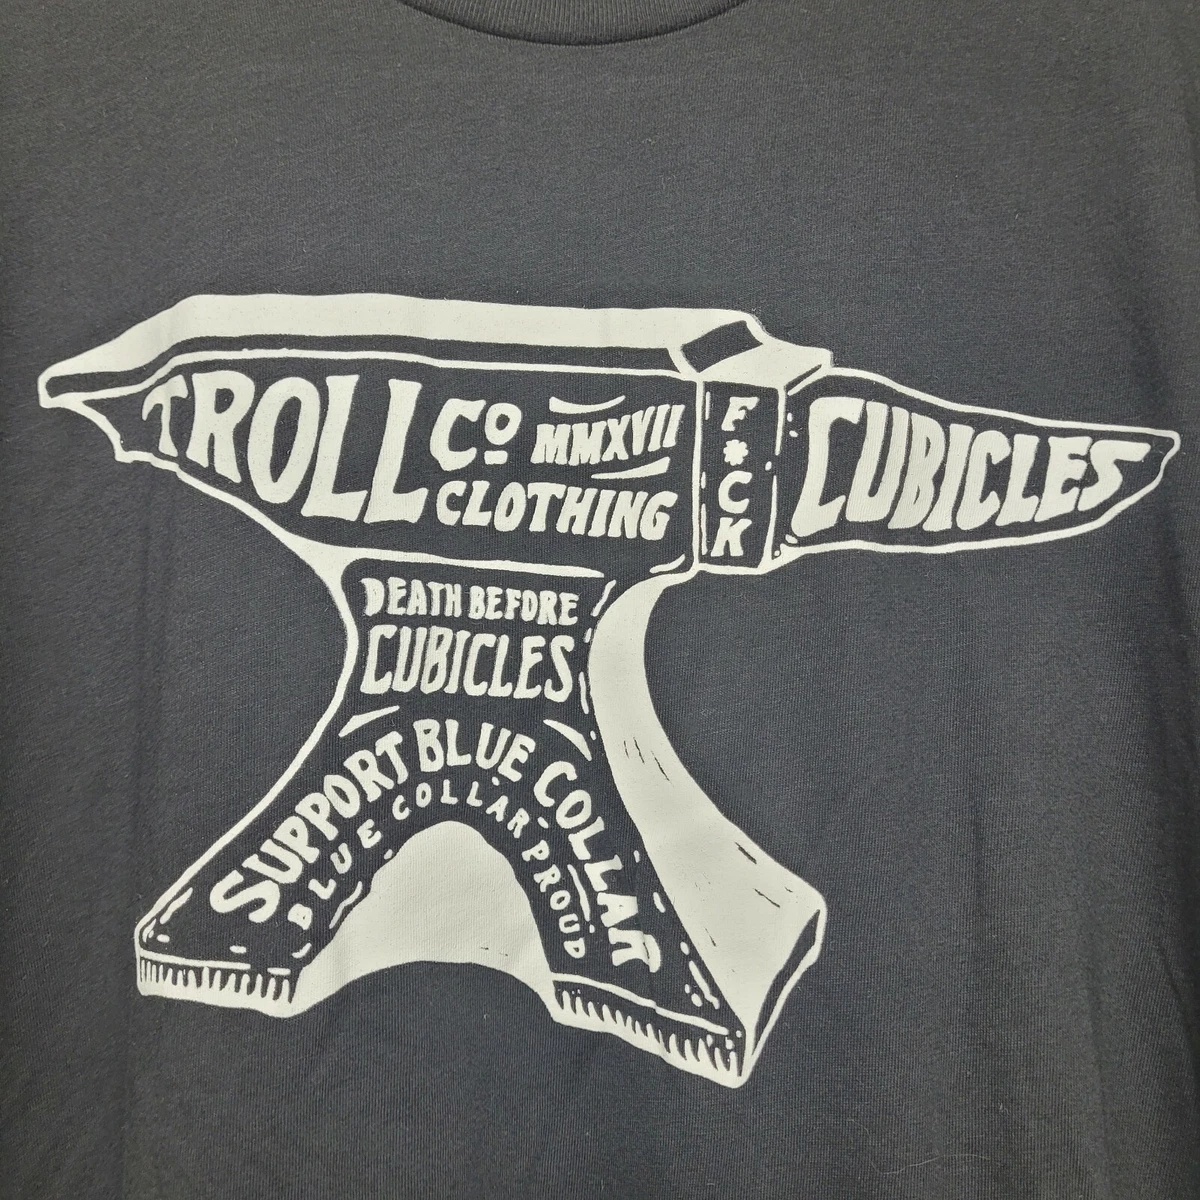 TROLL CO
MMXVII
CLOTHING
F*CK
CUBICLES
DEATH BEFORE
CUBICLES
SUPPORT BLUE COLLAR
BLUE COLLAR PROUD